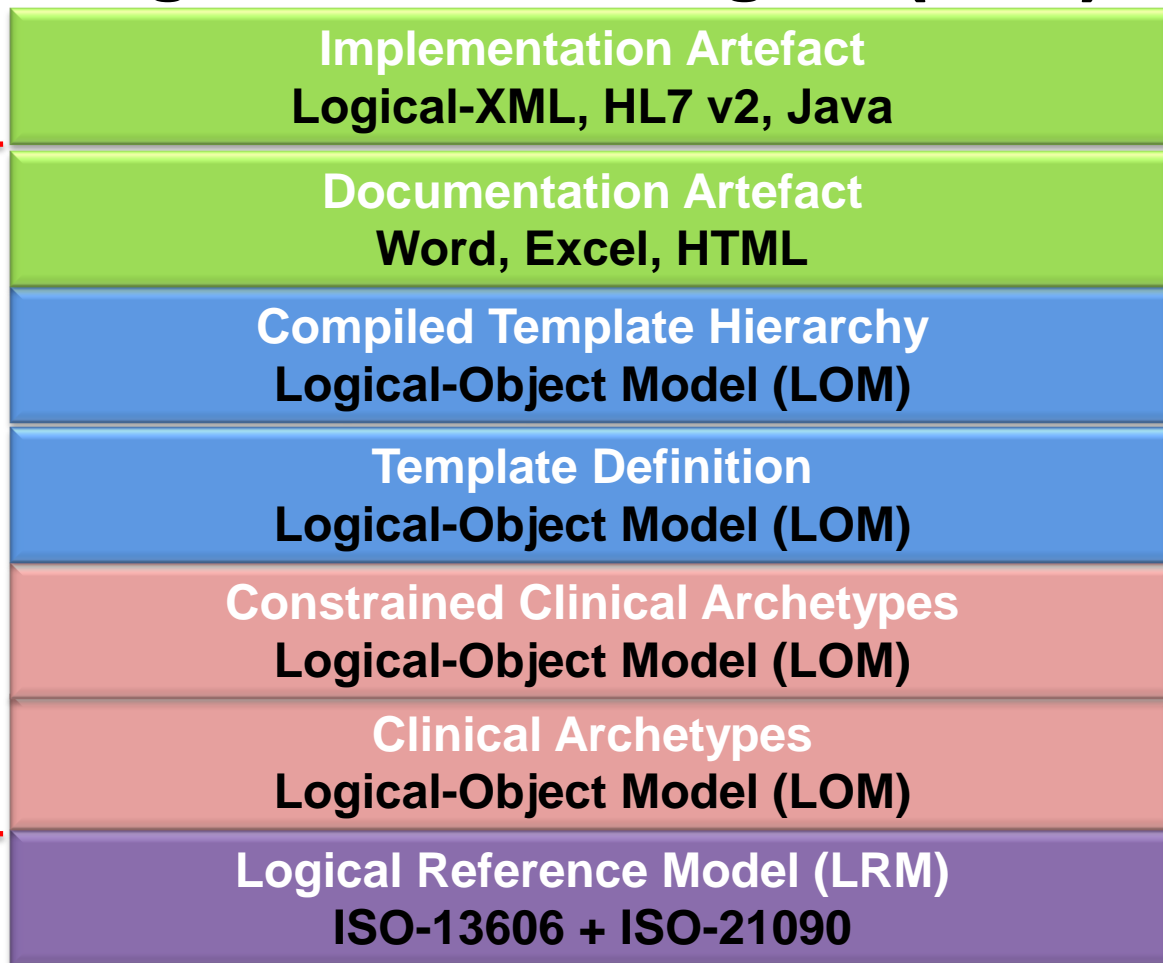 Implementation Artefact
Logical-XML, HL7 v2, Java
Documentation Artefact
Word, Excel, HTML
Compiled Template Hierarchy
Logical-Object Model (LOM)
Template Definition
Logical-Object Model (LOM)
Constrained Clinical Archetypes
Logical-Object Model (LOM)
Clinical Archetypes
Logical-Object Model (LOM)
Logical Reference Model (LRM)
ISO-13606 + ISO-21090